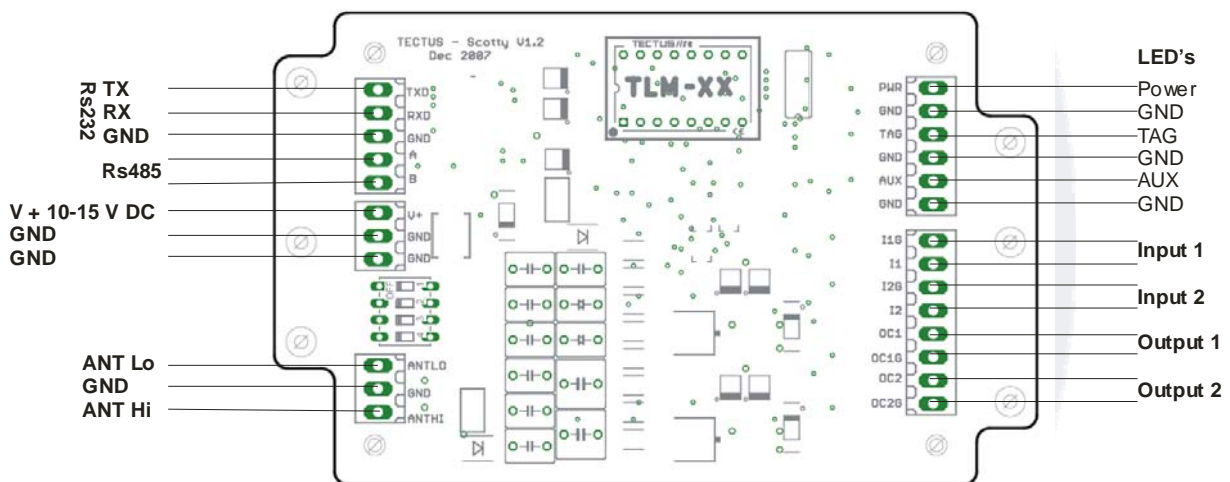 TECTUS - Scotty V1.2
Dec 2007
TECTUS//re
TLM-XX
CE
Rs232
TX
RX
GND
Rs485
V + 10-15 V DC
GND
GND
ANT Lo
GND
ANT Hi
TXD
RXD
GND
A
B
V+
GND
GND
OFF
ANTLO
GND
ANTHI
PWR
GND
TAG
GND
AUX
GND
I1G
I1
I2G
I2
OC1
OC1G
OC2
OC2G
LED's
Power
GND
TAG
GND
AUX
GND
Input 1
Input 2
Output 1
Output 2